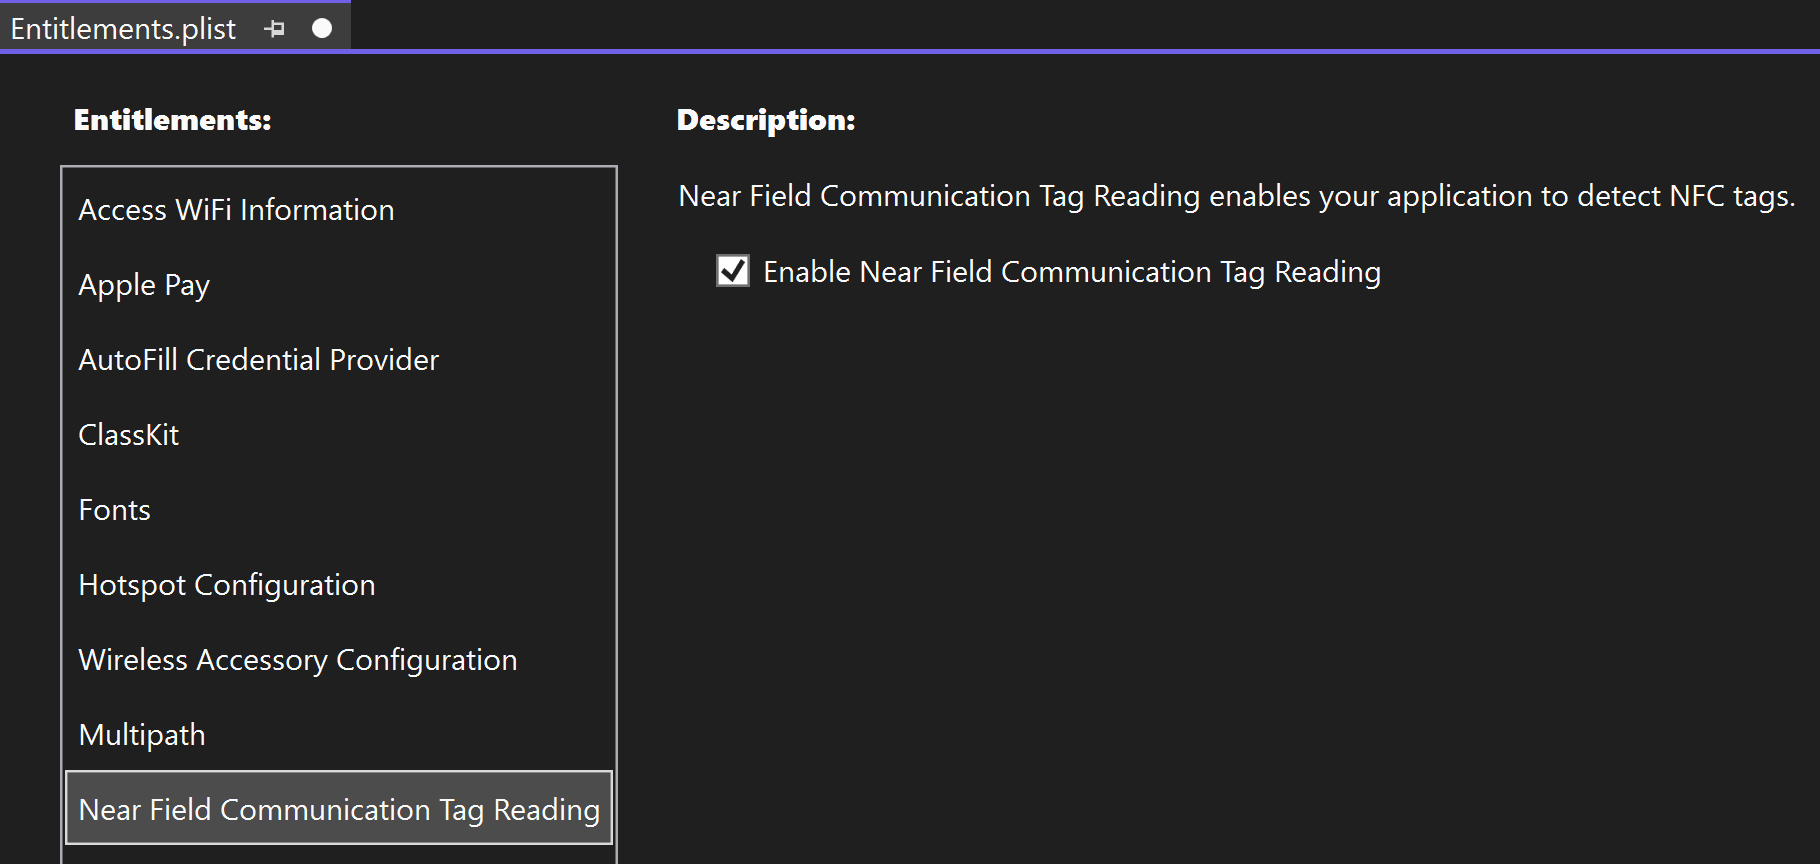 Entitlements.plist
Entitlements:
Access WiFi Information
Apple Pay
AutoFill Credential Provider
ClassKit
Fonts
Hotspot Configuration
Wireless Accessory Configuration
Multipath
Near Field Communication Tag Reading
Description:
Near Field Communication Tag Reading enables your application to detect NFC tags.
Enable Near Field Communication Tag Reading